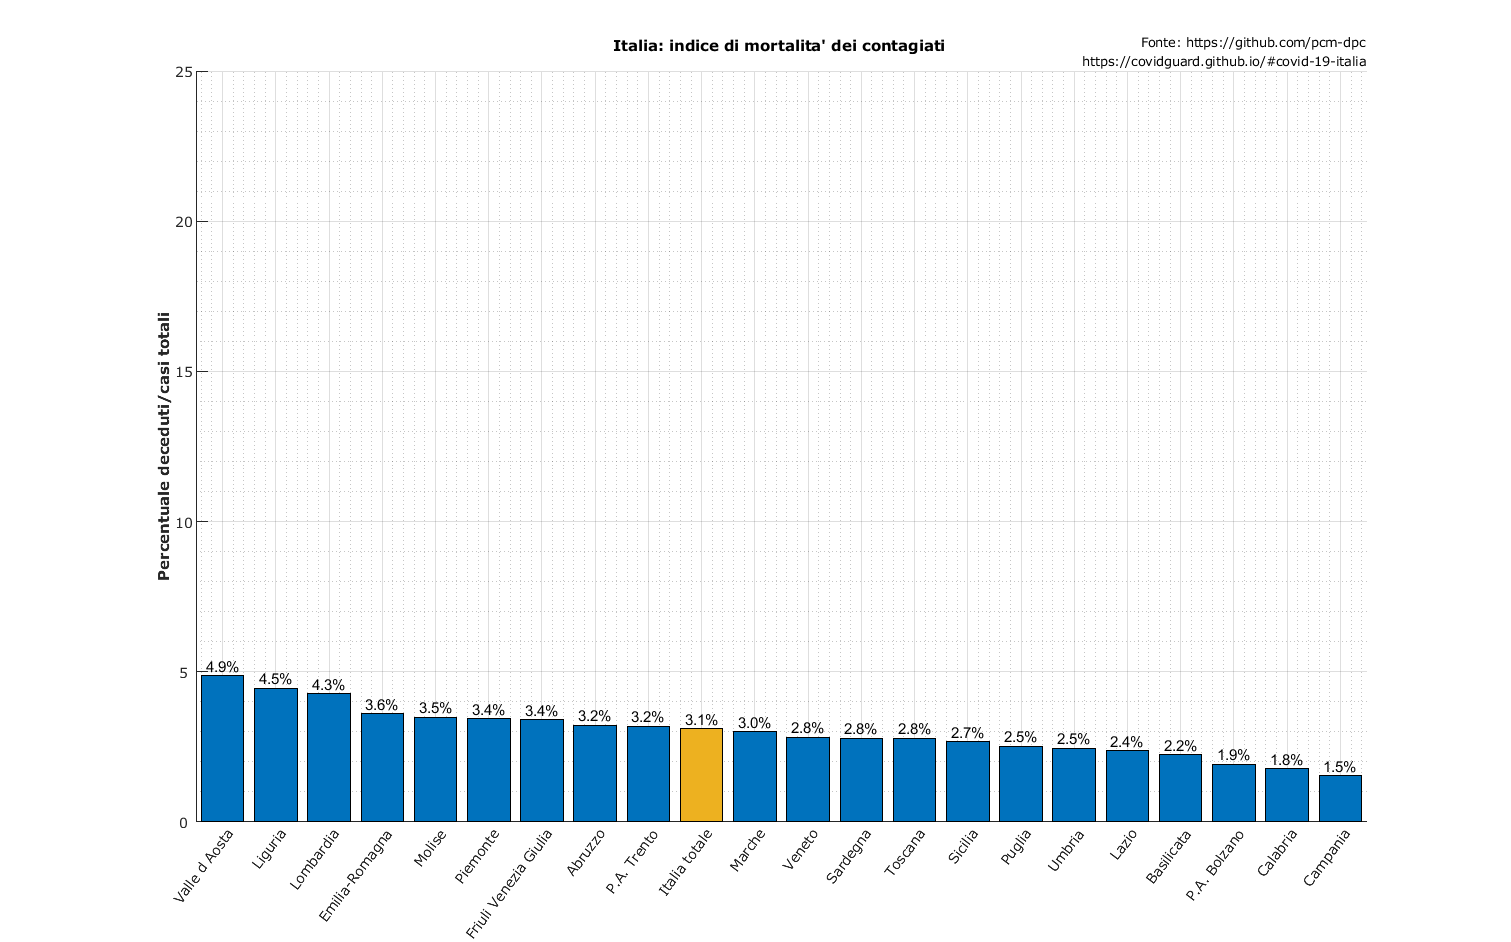 Italia: indice di mortalita' dei contagiati
Fonte: https://github.com/pcm-dpc
https://covidguard.github.io/#covid-19-italia
Percentuale deceduti/casi totali
25
20
15
10
5
0
4.9%
4.5%
4.3%
3.6%
3.5%
3.4%
3.4%
3.2%
3.2%
3.1%
3.0%
2.8%
2.8%
2.8%
2.7%
2.5%
2.5%
2.4%
2.2%
1.9%
1.8%
1.5%
Valle d Aosta
Liguria
Lombardia
Emilia-Romagna
Molise
Piemonte
Friuli Venezia Giulia
Abruzzo
P.A. Trento
Italia totale
Marche
Veneto
Sardegna
Toscana
Sicilia
Puglia
Umbria
Lazio
Basilicata
P.A. Bolzano
Calabria
Campania